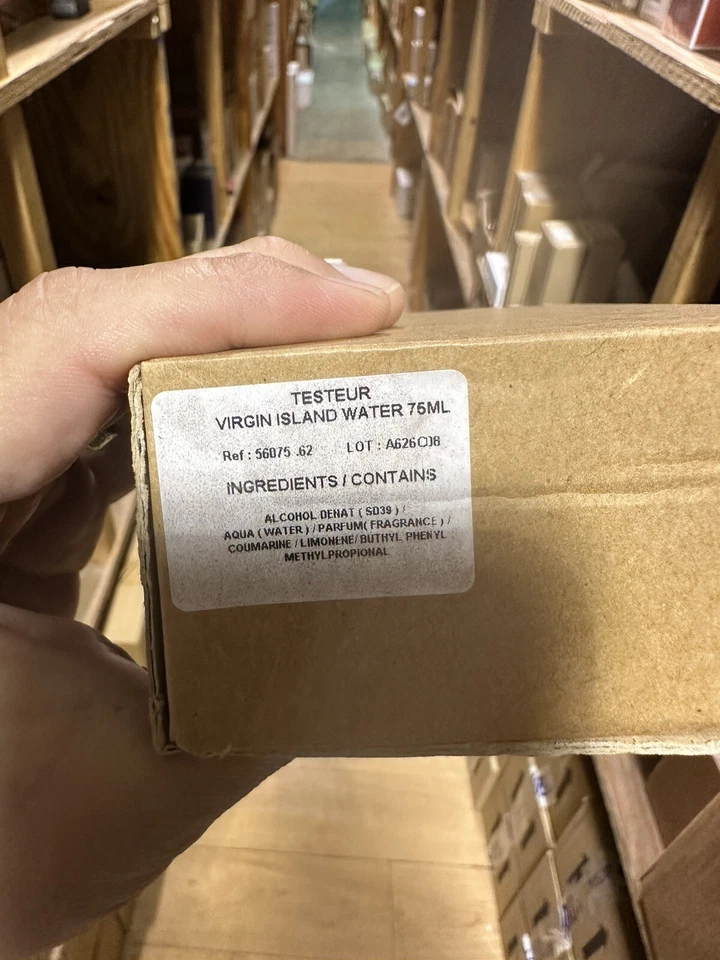 TESTEUR
VIRGIN ISLAND WATER 75ML
Ref : 56075 .62 LOT : A626C08
INGREDIENTS / CONTAINS
ALCOHOL DENAT ( SD39 ) /
AQUA ( WATER ) / PARFUM( FRAGRANCE ) /
COUMARINE / LIMONENE/ BUTHYL PHENYL
METHYLPROPIONAL